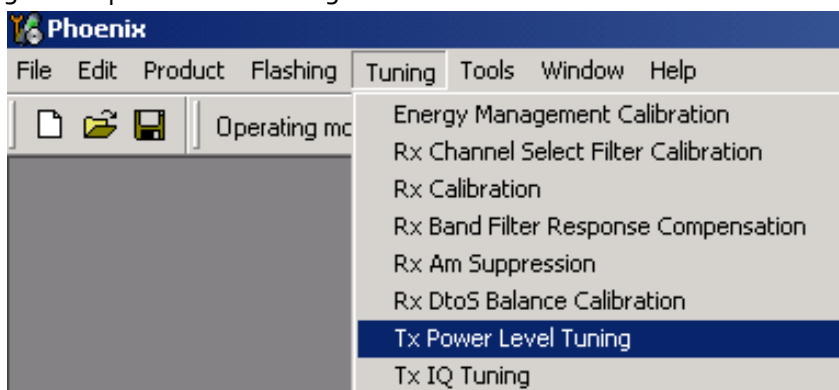 Phoenix
File Edit Product Flashing Tuning Tools Window Help
Operating
Energy Management Calibration
Rx Channel Select Filter Calibration
Rx Calibration
Rx Band Filter Response Compensation
Rx Am Suppression
Rx DtoS Balance Calibration
Tx Power Level Tuning
Tx IQ Tuning